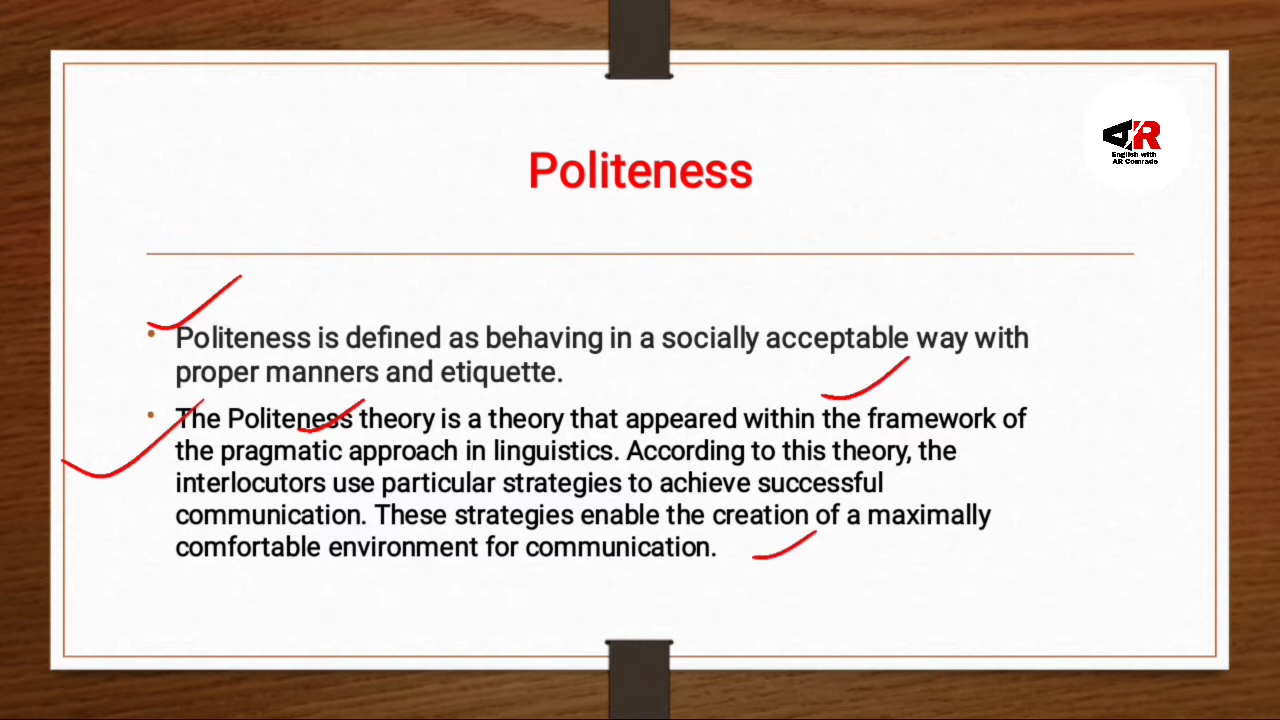 AR
English with
AR Comrade
Politeness
• Politeness is defined as behaving in a socially acceptable way with
proper manners and etiquette.
• The Politeness theory is a theory that appeared within the framework of
the pragmatic approach in linguistics. According to this theory, the
interlocutors use particular strategies to achieve successful
communication. These strategies enable the creation of a maximally
comfortable environment for communication.